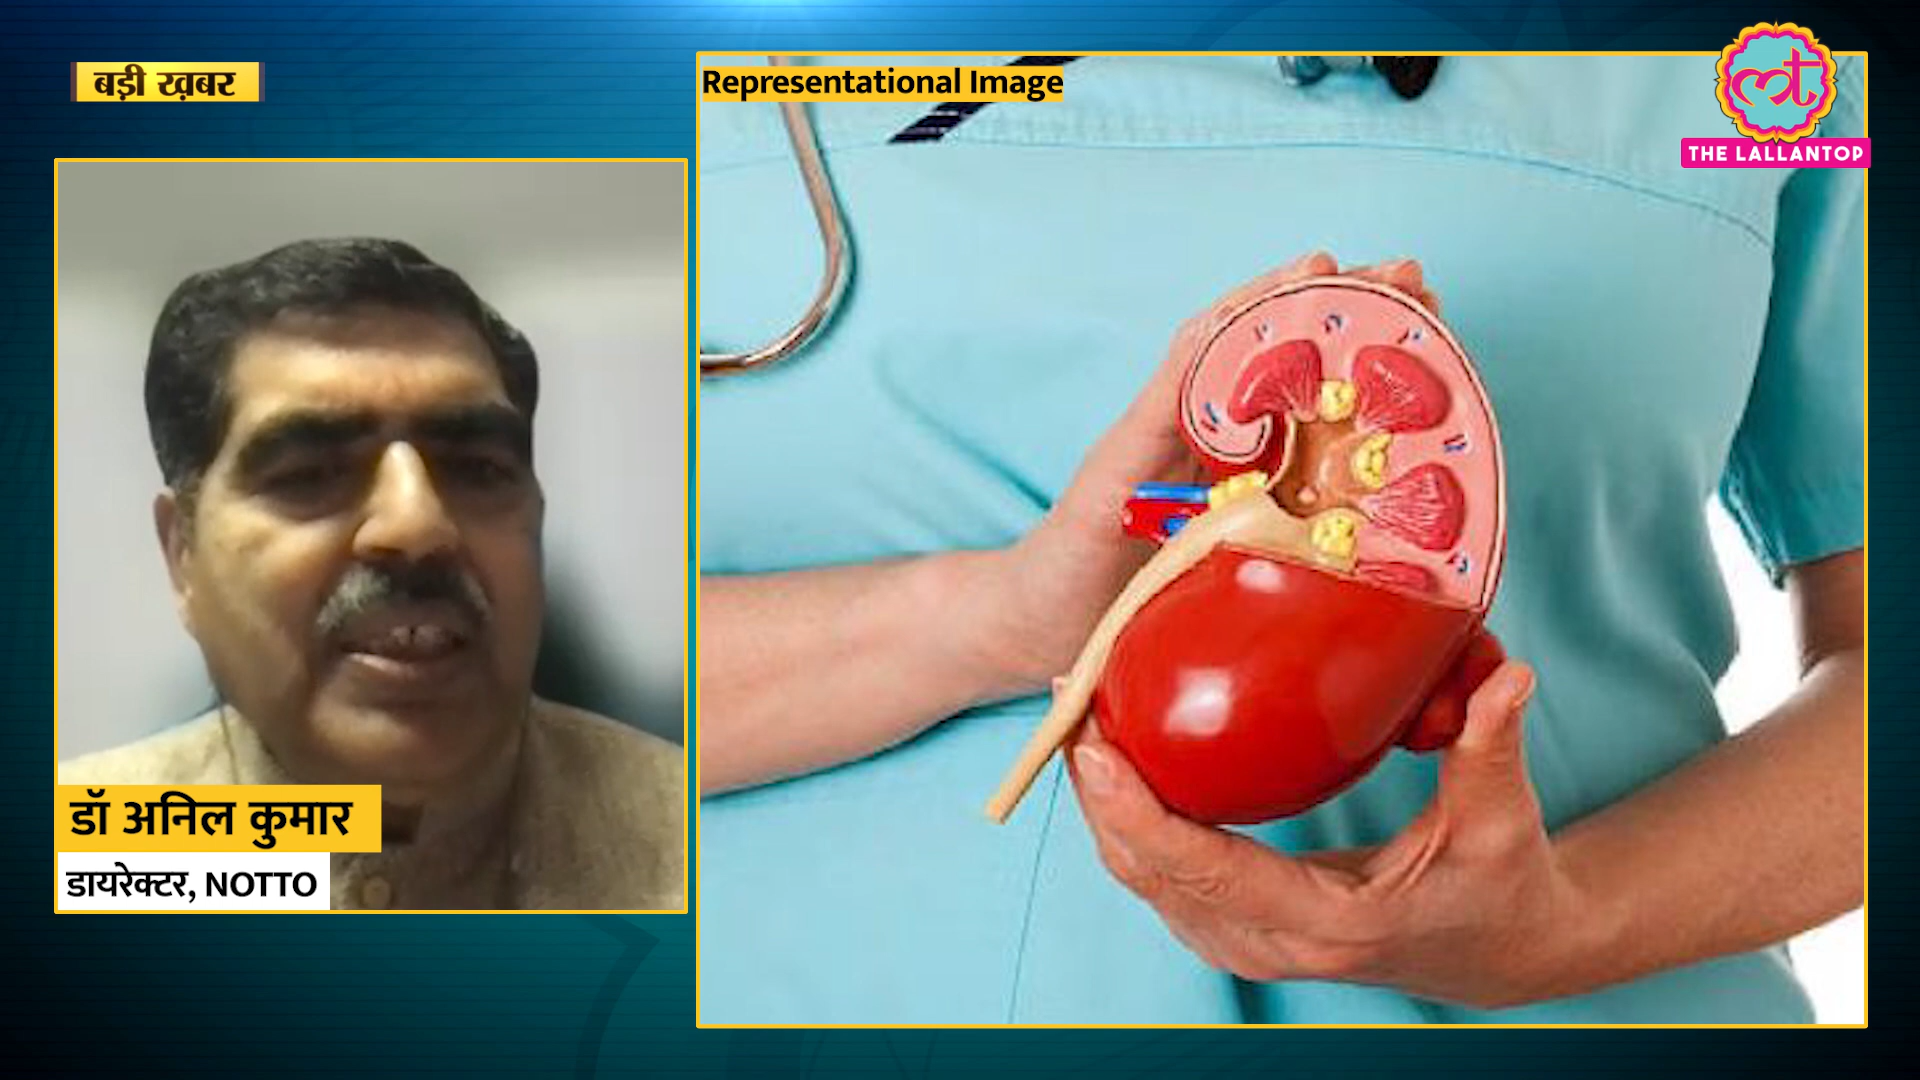 बड़ी ख़बर
Representational Image
THE LALLANTOP
डॉ अनिल कुमार
डायरेक्टर, NOTTO